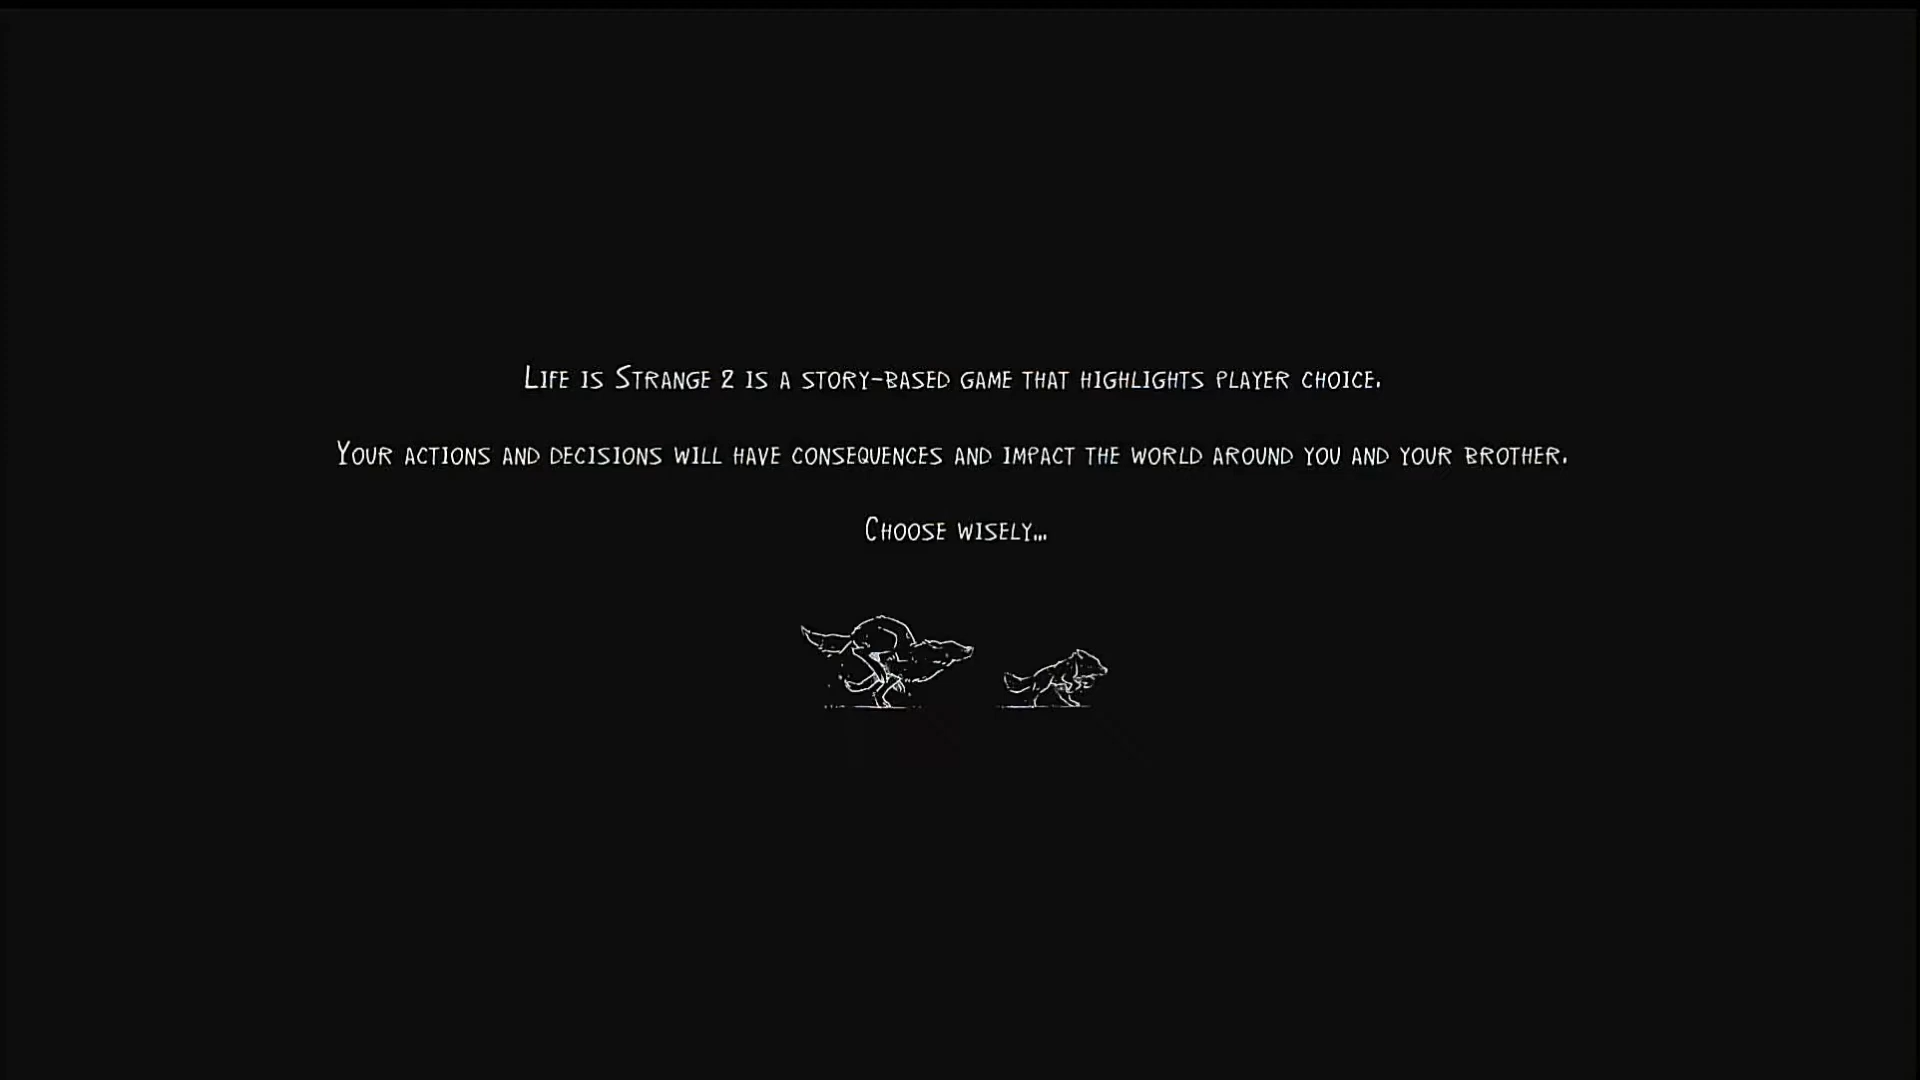 Life is Strange 2 is a story-based game that highlights player choice.
Your actions and decisions will have consequences and impact the world around you and your brother.
Choose wisely...